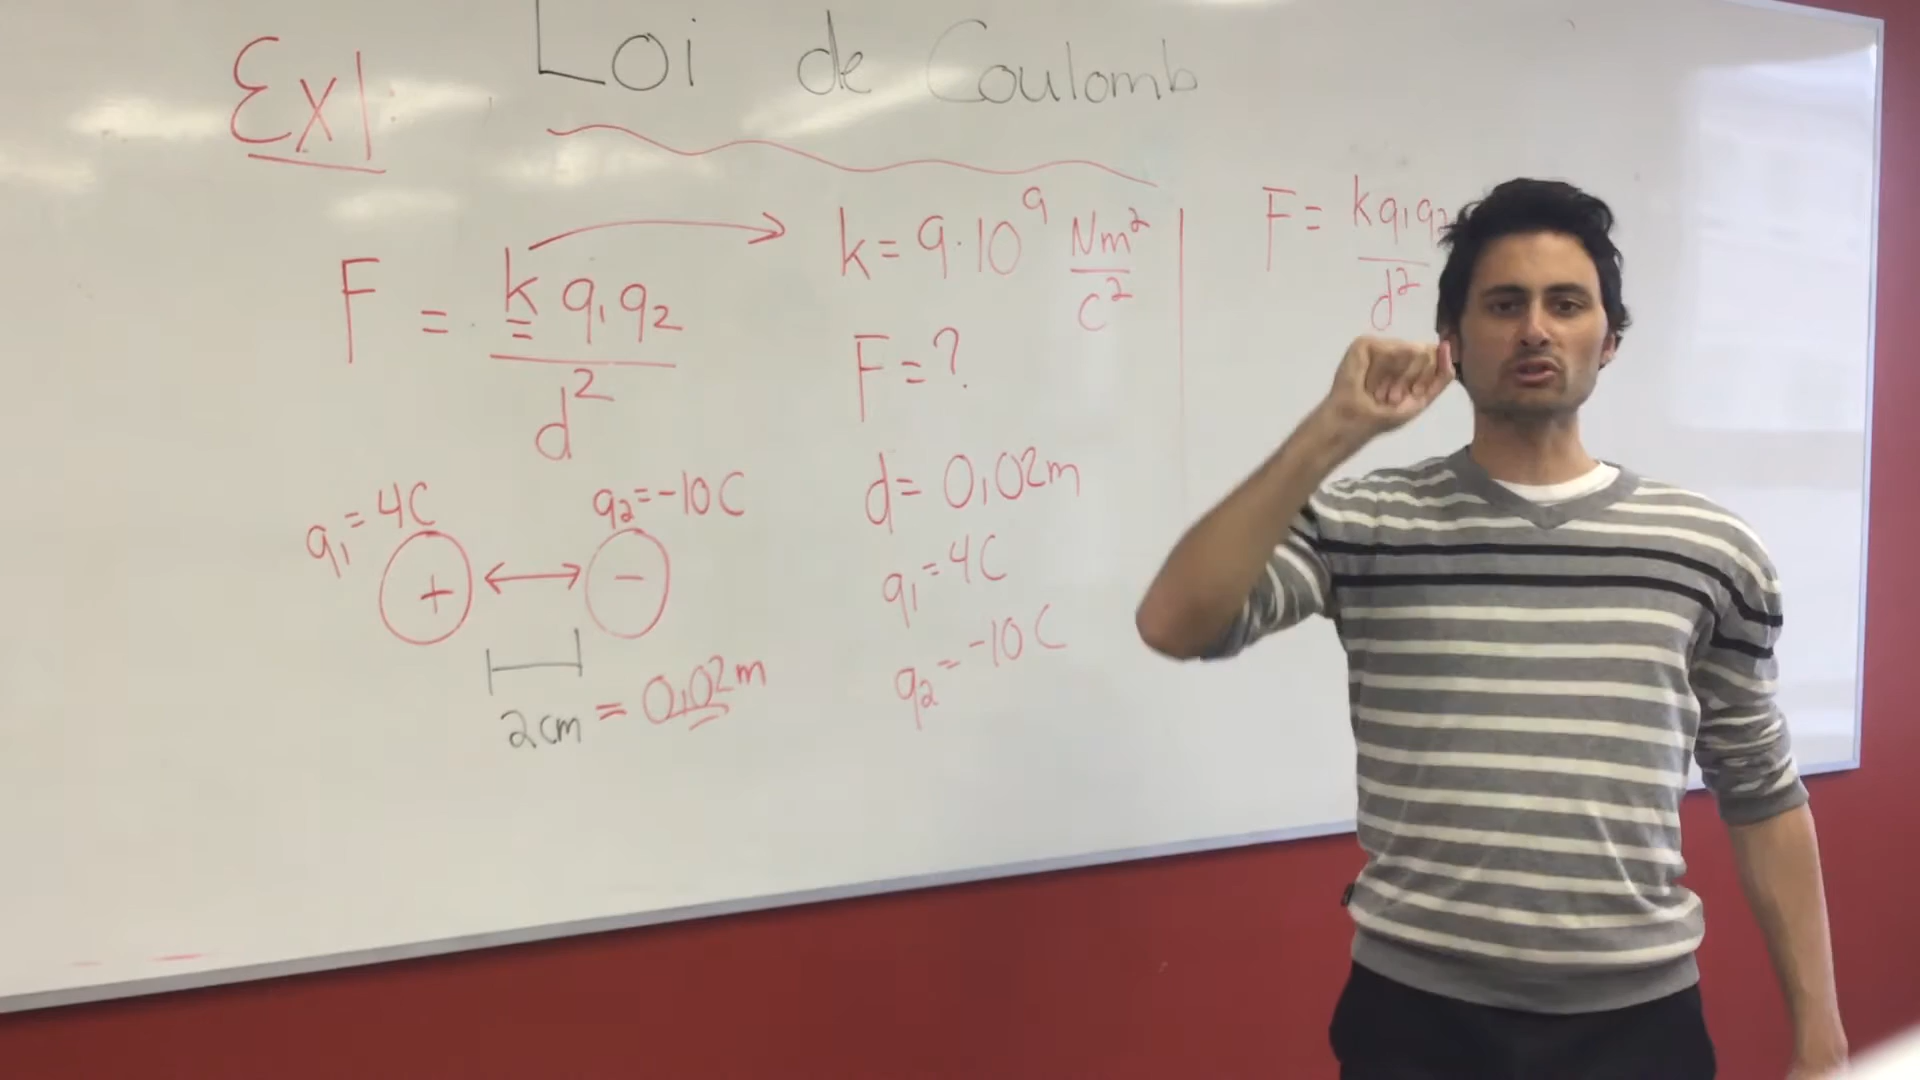 Ex1: Loi de Coulomb
F = k q₁q₂ / d²
q₁ = 4C
q₂ = -10C
+ -
2cm = 0,02m
k = 9·10⁹ Nm²/C²
F = ?
d = 0,02m
q₁ = 4C
q₂ = -10C
F = kq₁q₂ / d²